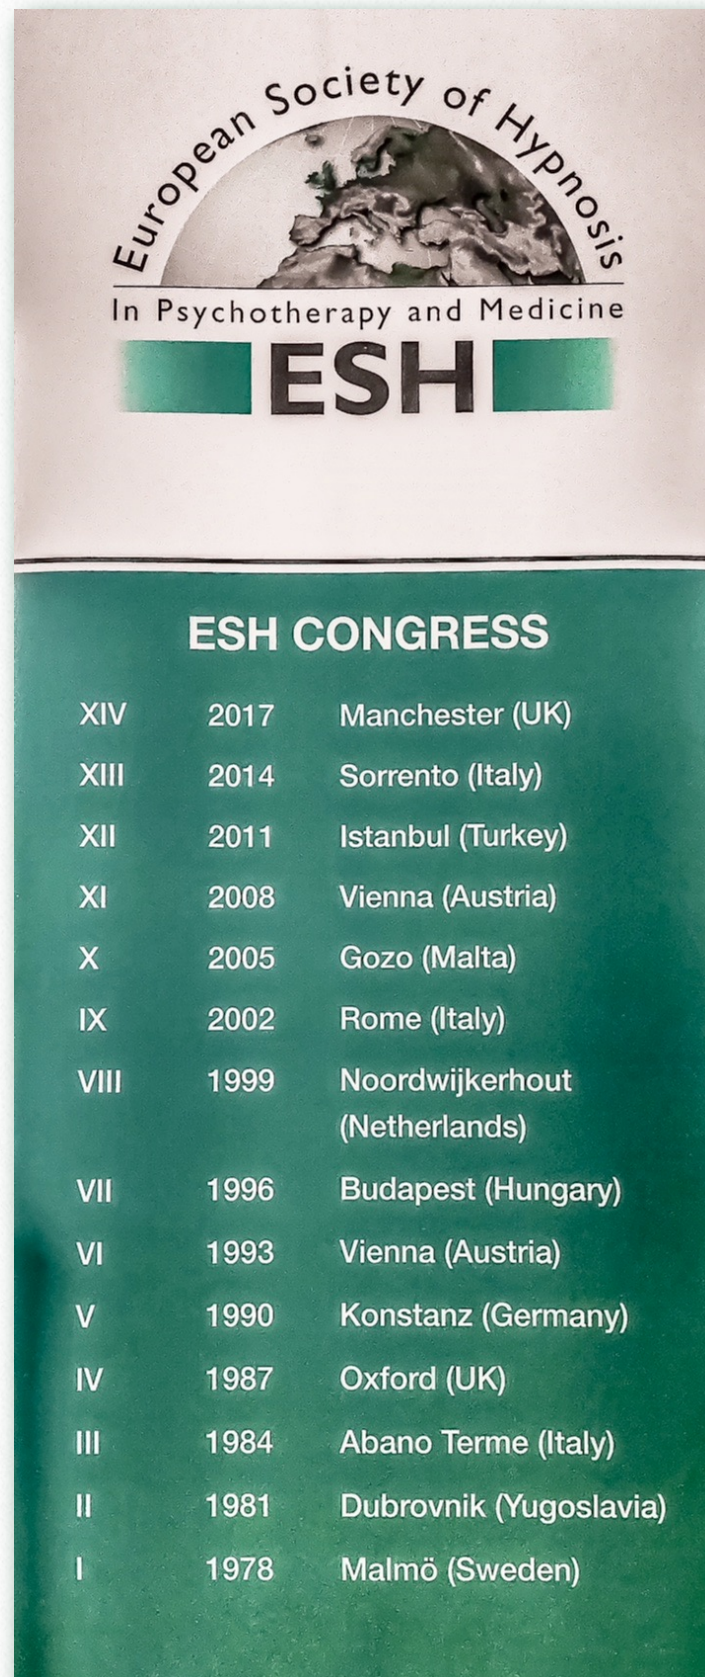 European Society of Hypnosis
In Psychotherapy and Medicine
ESH
ESH CONGRESS
XIV 2017 Manchester (UK)
XIII 2014 Sorrento (Italy)
XII 2011 Istanbul (Turkey)
XI 2008 Vienna (Austria)
X 2005 Gozo (Malta)
IX 2002 Rome (Italy)
VIII 1999 Noordwijkerhout
(Netherlands)
VII 1996 Budapest (Hungary)
VI 1993 Vienna (Austria)
V 1990 Konstanz (Germany)
IV 1987 Oxford (UK)
III 1984 Abano Terme (Italy)
II 1981 Dubrovnik (Yugoslavia)
I 1978 Malmö (Sweden)